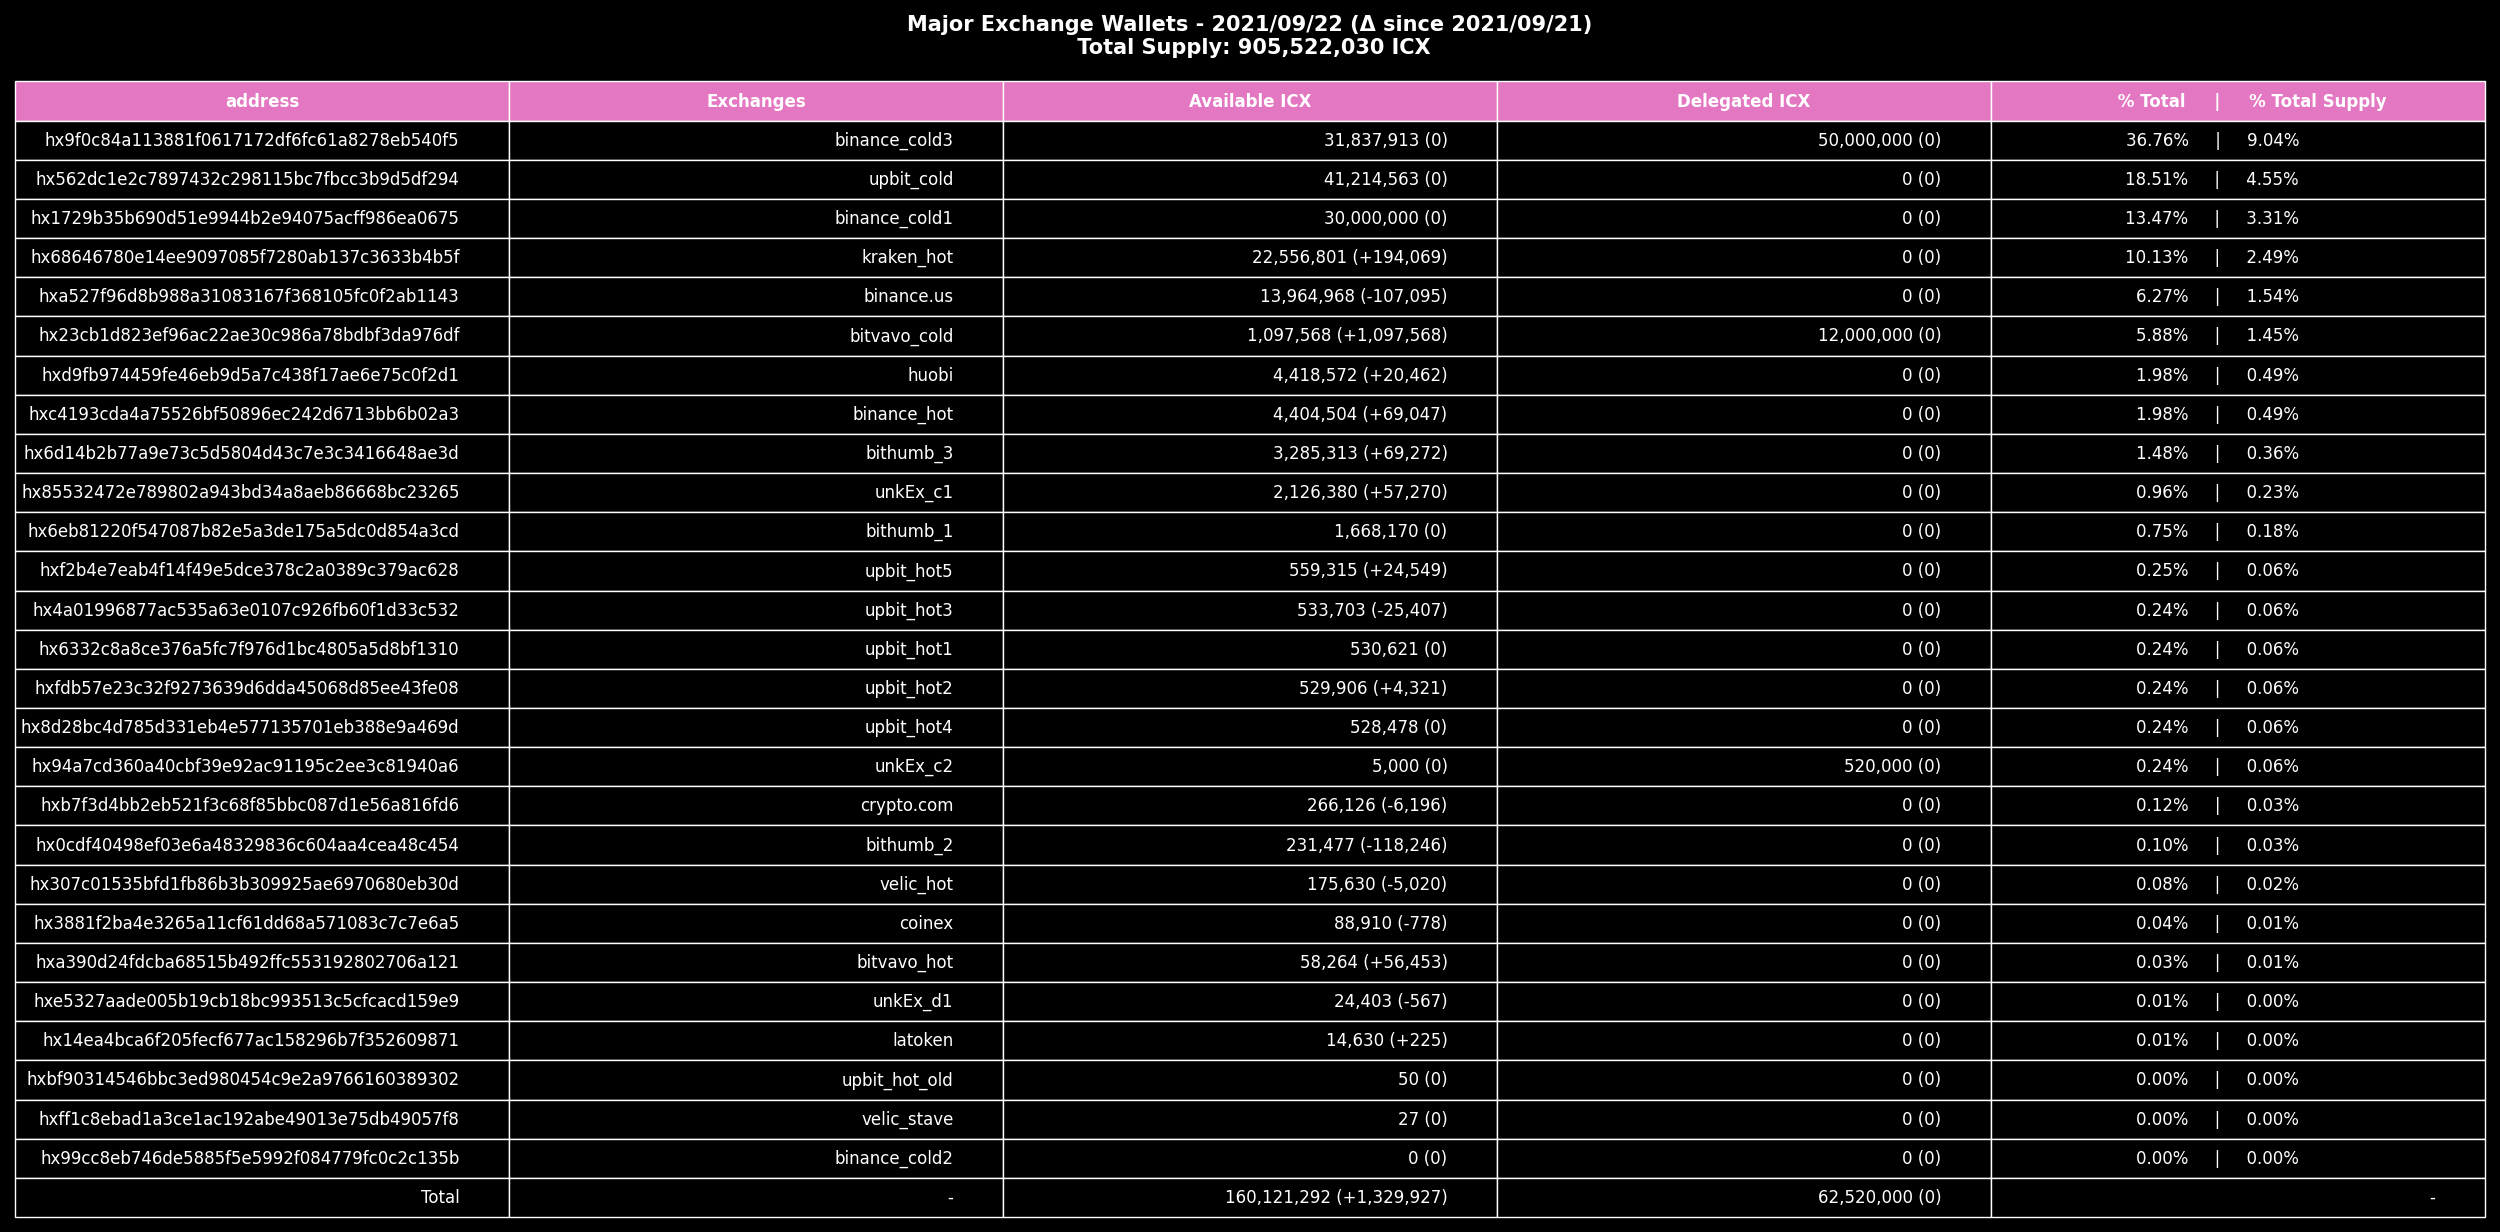 Major Exchange Wallets - 2021/09/22 (Δ since 2021/09/21)
Total Supply: 905,522,030 ICX
address Exchanges Available ICX Delegated ICX % Total | % Total Supply
hx9f0c84a113881f0617172df6fc61a8278eb540f5 binance_cold3 31,837,913 (0) 50,000,000 (0) 36.76% | 9.04%
hx562dc1e2c7897432c298115bc7fbcc3b9d5df294 upbit_cold 41,214,563 (0) 0 (0) 18.51% | 4.55%
hx1729b35b690d51e9944b2e94075acff986ea0675 binance_cold1 30,000,000 (0) 0 (0) 13.47% | 3.31%
hx68646780e14ee9097085f7280ab137c3633b4b5f kraken_hot 22,556,801 (+194,069) 0 (0) 10.13% | 2.49%
hxa527f96d8b988a31083167f368105fc0f2ab1143 binance.us 13,964,968 (-107,095) 0 (0) 6.27% | 1.54%
hx23cb1d823ef96ac22ae30c986a78bdbf3da976df bitvavo_cold 1,097,568 (+1,097,568) 12,000,000 (0) 5.88% | 1.45%
hxd9fb974459fe46eb9d5a7c438f17ae6e75c0f2d1 huobi 4,418,572 (+20,462) 0 (0) 1.98% | 0.49%
hxc4193cda4a75526bf50896ec242d6713bb6b02a3 binance_hot 4,404,504 (+69,047) 0 (0) 1.98% | 0.49%
hx6d14b2b77a9e73c5d5804d43c7e3c3416648ae3d bithumb_3 3,285,313 (+69,272) 0 (0) 1.48% | 0.36%
hx85532472e789802a943bd34a8aeb86668bc23265 unkEx_c1 2,126,380 (+57,270) 0 (0) 0.96% | 0.23%
hx6eb81220f547087b82e5a3de175a5dc0d854a3cd bithumb_1 1,668,170 (0) 0 (0) 0.75% | 0.18%
hxf2b4e7eab4f14f49e5dce378c2a0389c379ac628 upbit_hot5 559,315 (+24,549) 0 (0) 0.25% | 0.06%
hx4a01996877ac535a63e0107c926fb60f1d33c532 upbit_hot3 533,703 (-25,407) 0 (0) 0.24% | 0.06%
hx6332c8a8ce376a5fc7f976d1bc4805a5d8bf1310 upbit_hot1 530,621 (0) 0 (0) 0.24% | 0.06%
hxfdb57e23c32f9273639d6dda45068d85ee43fe08 upbit_hot2 529,906 (+4,321) 0 (0) 0.24% | 0.06%
hx8d28bc4d785d331eb4e577135701eb388e9a469d upbit_hot4 528,478 (0) 0 (0) 0.24% | 0.06%
hx94a7cd360a40cbf39e92ac91195c2ee3c81940a6 unkEx_c2 5,000 (0) 520,000 (0) 0.24% | 0.06%
hxb7f3d4bb2eb521f3c68f85bbc087d1e56a816fd6 crypto.com 266,126 (-6,196) 0 (0) 0.12% | 0.03%
hx0cdf40498ef03e6a48329836c604aa4cea48c454 bithumb_2 231,477 (-118,246) 0 (0) 0.10% | 0.03%
hx307c01535bfd1fb86b3b309925ae6970680eb30d velic_hot 175,630 (-5,020) 0 (0) 0.08% | 0.02%
hx3881f2ba4e3265a11cf61dd68a571083c7c7e6a5 coinex 88,910 (-778) 0 (0) 0.04% | 0.01%
hxa390d24fdcba68515b492ffc553192802706a121 bitvavo_hot 58,264 (+56,453) 0 (0) 0.03% | 0.01%
hxe5327aade005b19cb18bc993513c5cfcacd159e9 unkEx_d1 24,403 (-567) 0 (0) 0.01% | 0.00%
hx14ea4bca6f205fecf677ac158296b7f352609871 latoken 14,630 (+225) 0 (0) 0.01% | 0.00%
hxbf90314546bbc3ed980454c9e2a9766160389302 upbit_hot_old 50 (0) 0 (0) 0.00% | 0.00%
hxff1c8ebad1a3ce1ac192abe49013e75db49057f8 velic_stave 27 (0) 0 (0) 0.00% | 0.00%
hx99cc8eb746de5885f5e5992f084779fc0c2c135b binance_cold2 0 (0) 0 (0) 0.00% | 0.00%
Total - 160,121,292 (+1,329,927) 62,520,000 (0) -